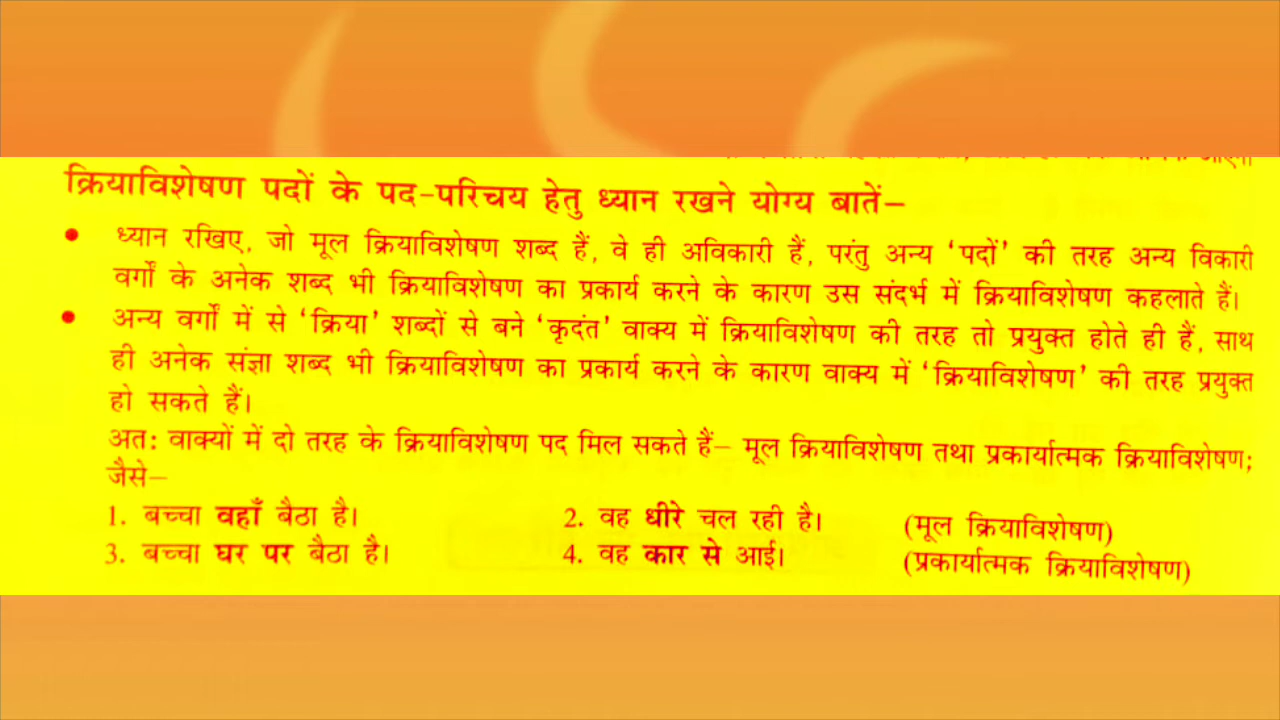 क्रियाविशेषण पदों के पद-परिचय हेतु ध्यान रखने योग्य बातें–
• ध्यान रखिए, जो मूल क्रियाविशेषण शब्द हैं, वे ही अविकारी हैं, परंतु अन्य ‘पदों’ की तरह अन्य विकारी
वर्गों के अनेक शब्द भी क्रियाविशेषण का प्रकार्य करने के कारण उस संदर्भ में क्रियाविशेषण कहलाते हैं।
• अन्य वर्गों में से ‘क्रिया’ शब्दों से बने ‘कृदंत’ वाक्य में क्रियाविशेषण की तरह तो प्रयुक्त होते ही हैं, साथ
ही अनेक संज्ञा शब्द भी क्रियाविशेषण का प्रकार्य करने के कारण वाक्य में ‘क्रियाविशेषण’ की तरह प्रयुक्त
हो सकते हैं।
अत: वाक्यों में दो तरह के क्रियाविशेषण पद मिल सकते हैं– मूल क्रियाविशेषण तथा प्रकार्यात्मक क्रियाविशेषण;
जैसे–
1. बच्चा वहाँ बैठा है। 2. वह धीरे चल रही है। (मूल क्रियाविशेषण)
3. बच्चा घर पर बैठा है। 4. वह कार से आई। (प्रकार्यात्मक क्रियाविशेषण)